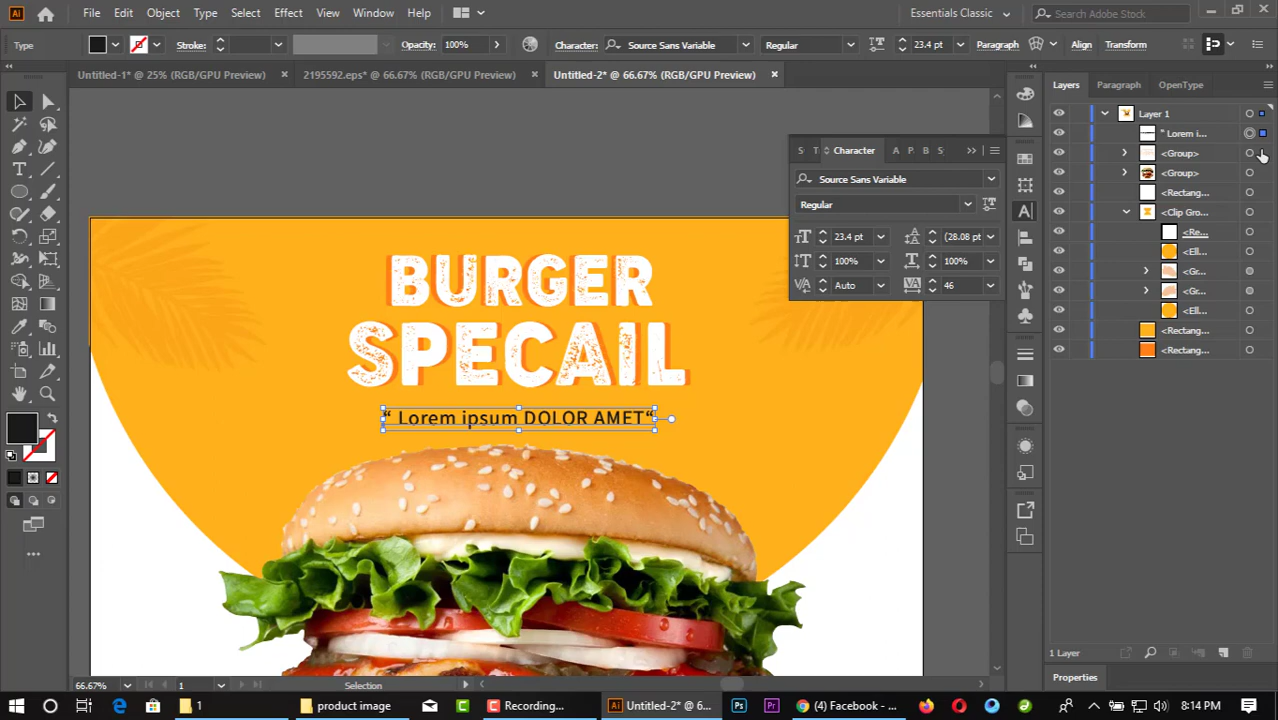 Ai File Edit Object Type Select Effect View Window Help Essentials Classic Search Adobe Stock
Type Stroke: Opacity: 100% Character: Source Sans Variable Regular 23.4 pt Paragraph Align Transform
Untitled-1* @ 25% (RGB/GPU Preview) 2195592.eps* @ 66.67% (RGB/GPU Preview) Untitled-2* @ 66.67% (RGB/GPU Preview)
Layers Paragraph OpenType
Layer 1
" Lorem i...
<Group>
<Group>
<Rectang...
<Clip Gro...
<Re...
<Ell...
<Gr...
<Gr...
<Ell...
<Rectang...
<Rectang...
S T Character A P B S
Source Sans Variable
Regular
23.4 pt (28.08 pt
100% 100%
Auto 46
BURGER
SPECAIL
“ Lorem ipsum DOLOR AMET“
1 Layer
Properties
66.67% 1 Selection
1 product image Recording... Untitled-2* @ 6... Ps Pr (4) Facebook - ... 8:14 PM